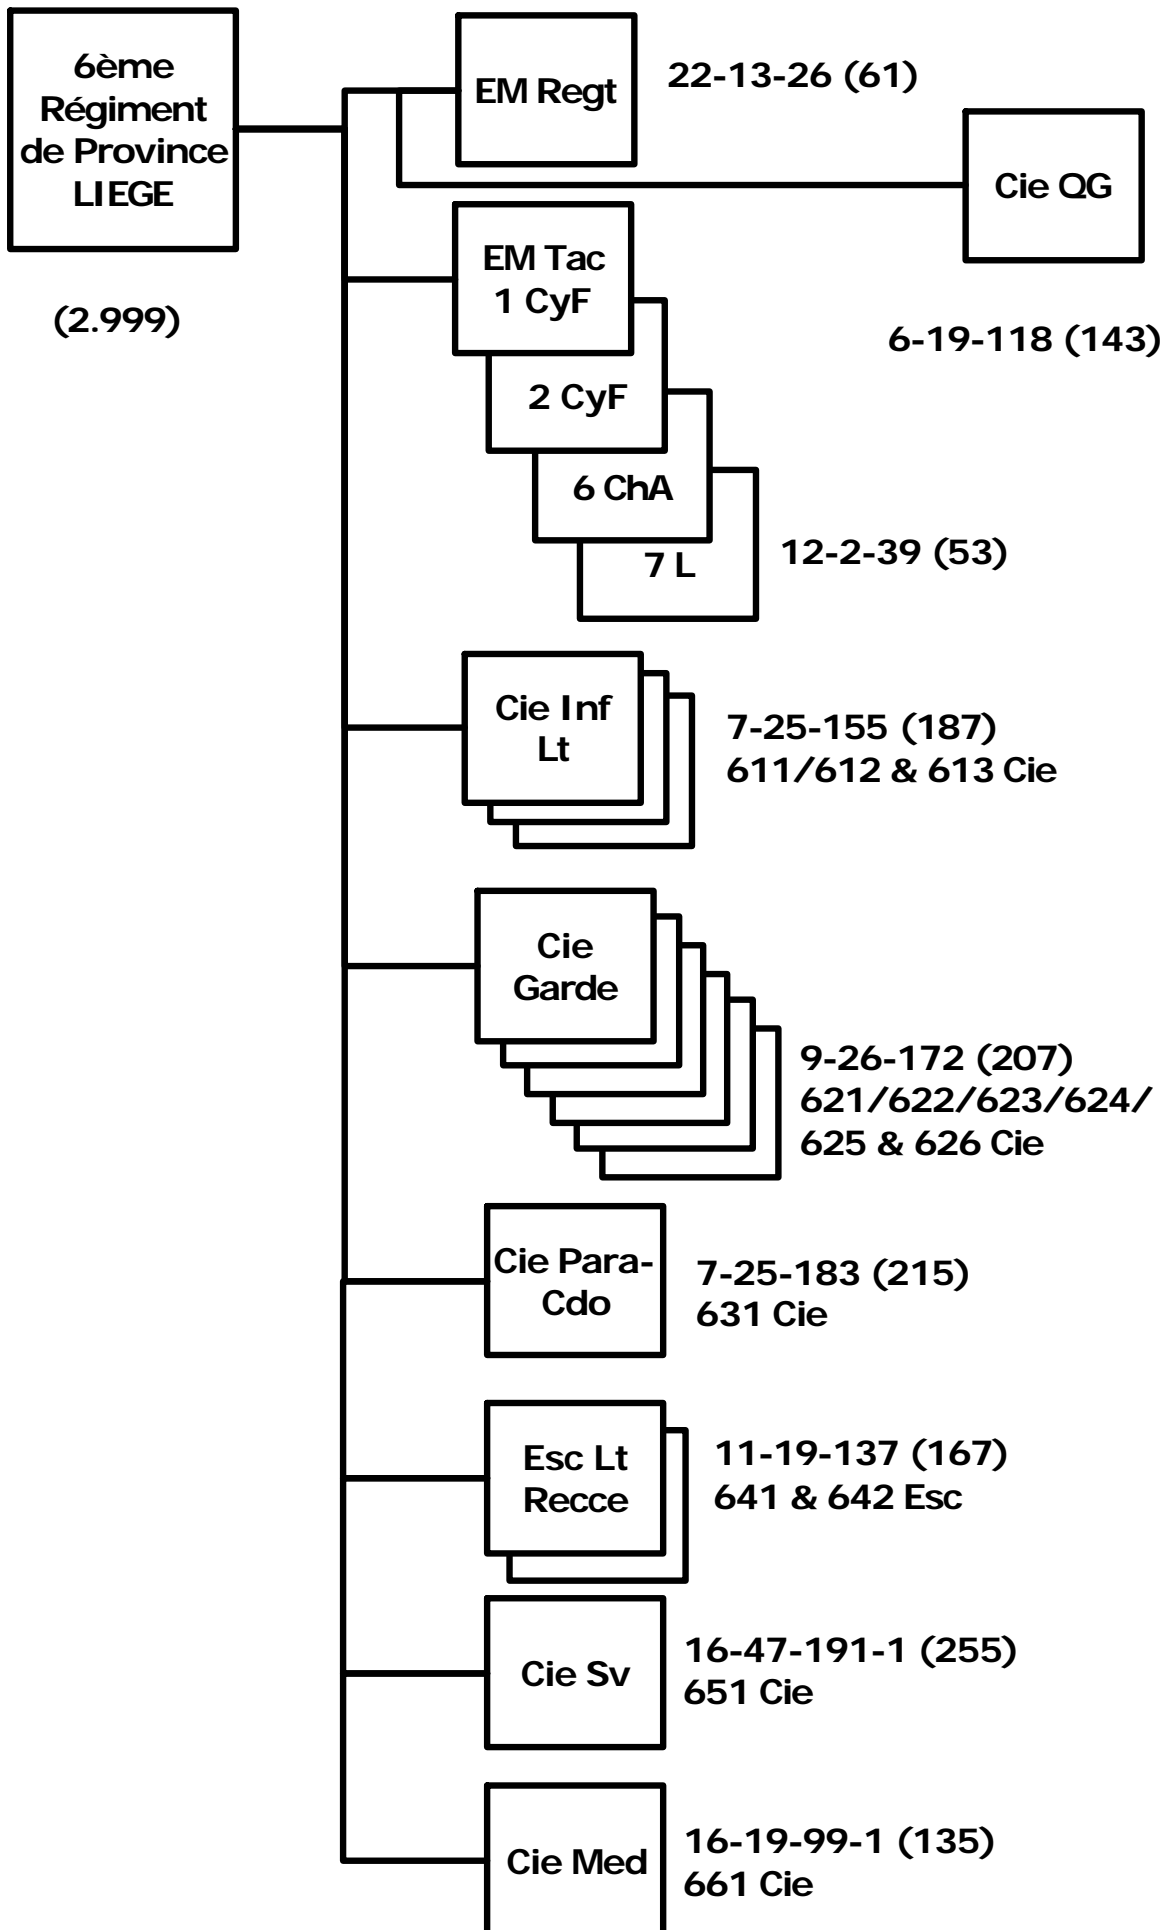 6ème
Régiment
de Province
LIEGE
(2.999)
EM Regt
22-13-26 (61)
Cie QG
6-19-118 (143)
EM Tac
1 CyF
2 CyF
6 ChA
7 L
12-2-39 (53)
Cie Inf
Lt
7-25-155 (187)
611/612 & 613 Cie
Cie
Garde
9-26-172 (207)
621/622/623/624/
625 & 626 Cie
Cie Para-
Cdo
7-25-183 (215)
631 Cie
Esc Lt
Recce
11-19-137 (167)
641 & 642 Esc
Cie Sv
16-47-191-1 (255)
651 Cie
Cie Med
16-19-99-1 (135)
661 Cie